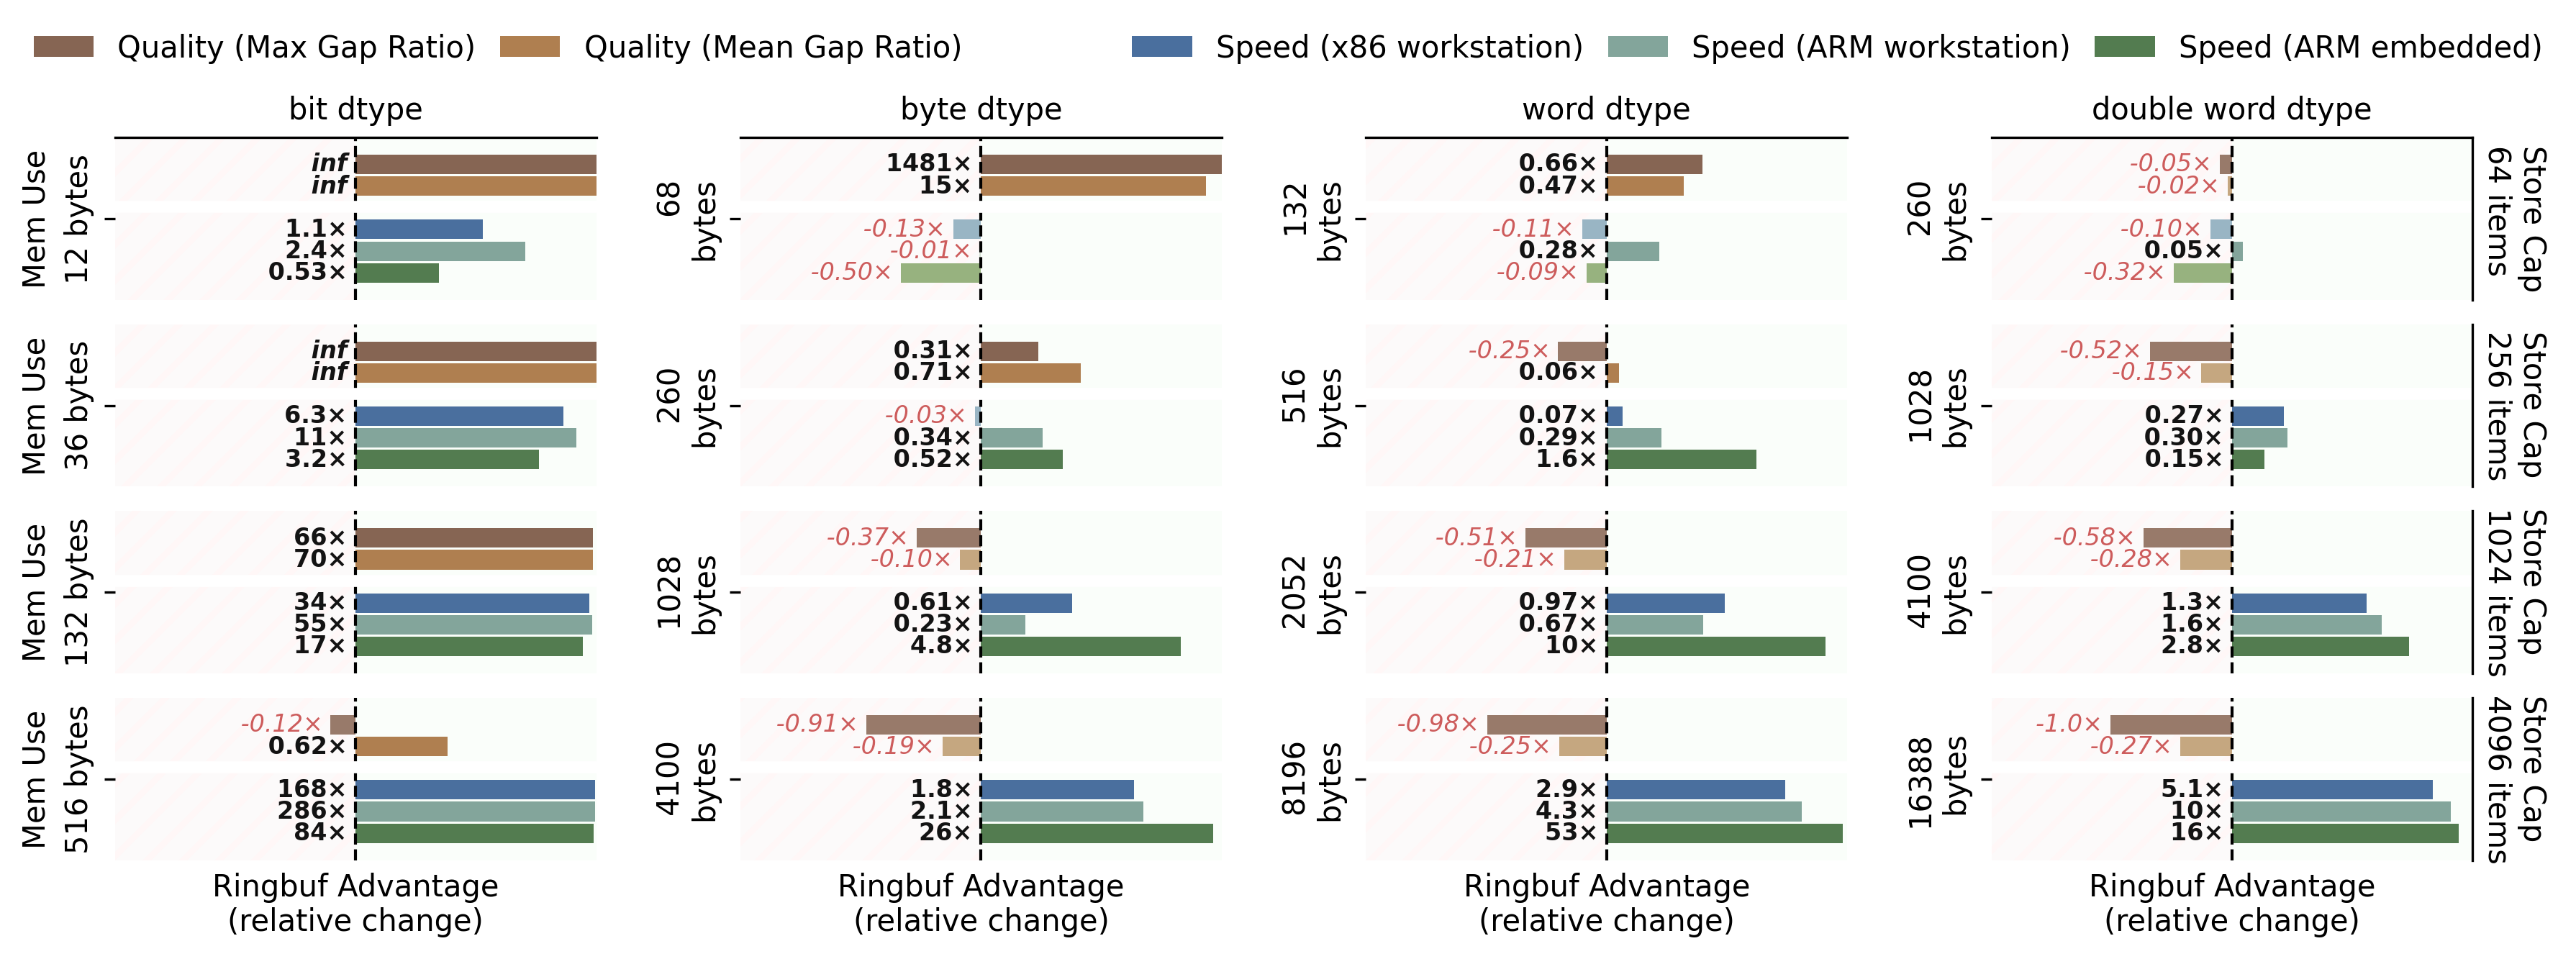 Quality (Max Gap Ratio)
Quality (Mean Gap Ratio)
Speed (x86 workstation)
Speed (ARM workstation)
Speed (ARM embedded)
bit dtype
byte dtype
word dtype
double word dtype
Mem Use
12 bytes
inf
inf
1.1×
2.4×
0.53×
68
bytes
1481×
15×
-0.13×
-0.01×
-0.50×
132
bytes
0.66×
0.47×
-0.11×
0.28×
-0.09×
260
bytes
-0.05×
-0.02×
-0.10×
0.05×
-0.32×
Store Cap
64 items
Mem Use
36 bytes
inf
inf
6.3×
11×
3.2×
260
bytes
0.31×
0.71×
-0.03×
0.34×
0.52×
516
bytes
-0.25×
0.06×
0.07×
0.29×
1.6×
1028
bytes
-0.52×
-0.15×
0.27×
0.30×
0.15×
Store Cap
256 items
Mem Use
132 bytes
66×
70×
34×
55×
17×
1028
bytes
-0.37×
-0.10×
0.61×
0.23×
4.8×
2052
bytes
-0.51×
-0.21×
0.97×
0.67×
10×
4100
bytes
-0.58×
-0.28×
1.3×
1.6×
2.8×
Store Cap
1024 items
Mem Use
516 bytes
-0.12×
0.62×
168×
286×
84×
4100
bytes
-0.91×
-0.19×
1.8×
2.1×
26×
8196
bytes
-0.98×
-0.25×
2.9×
4.3×
53×
16388
bytes
-1.0×
-0.27×
5.1×
10×
16×
Store Cap
4096 items
Ringbuf Advantage
(relative change)
Ringbuf Advantage
(relative change)
Ringbuf Advantage
(relative change)
Ringbuf Advantage
(relative change)